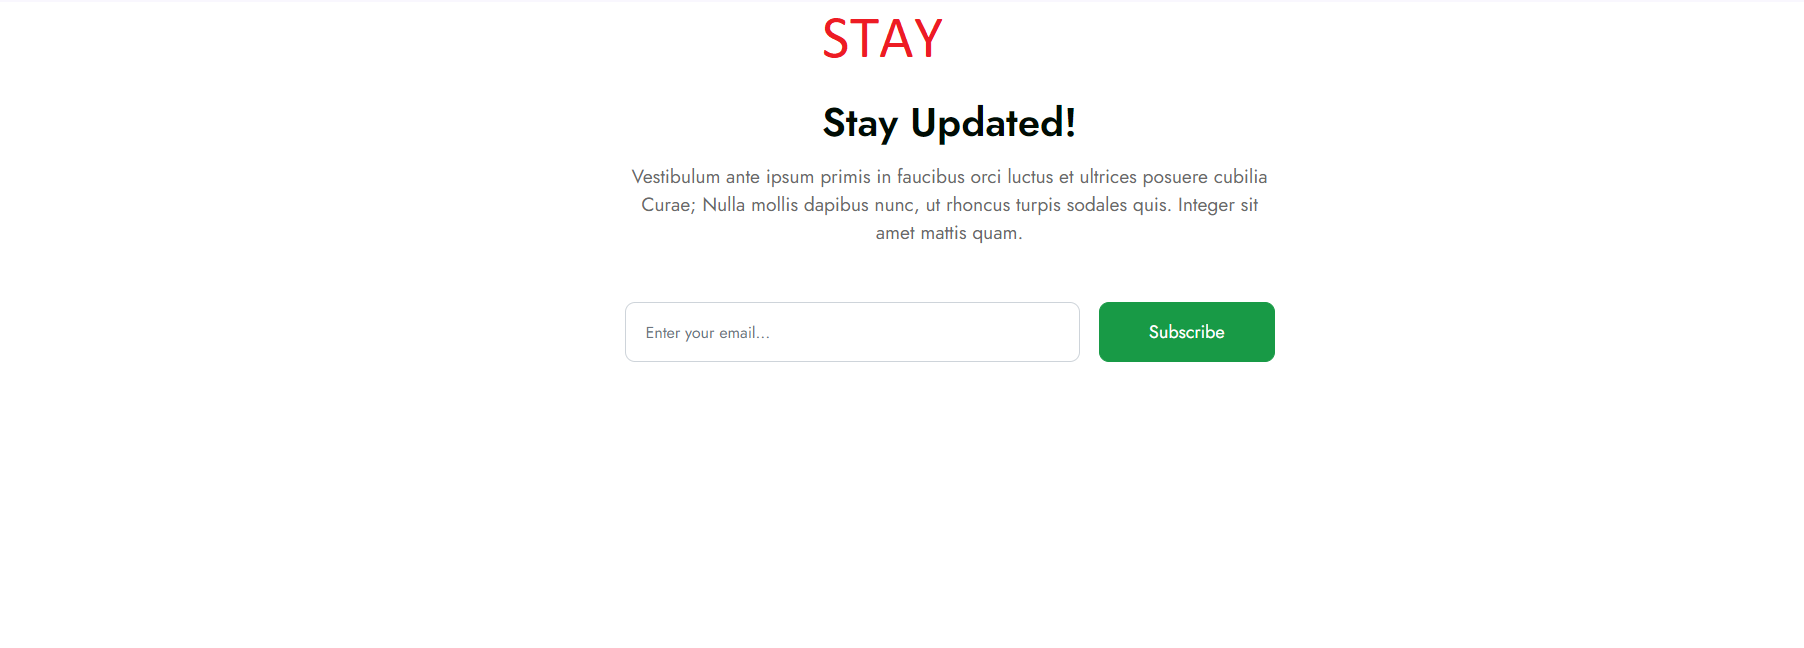 STAY
Stay Updated!
Vestibulum ante ipsum primis in faucibus orci luctus et ultrices posuere cubilia
Curae; Nulla mollis dapibus nunc, ut rhoncus turpis sodales quis. Integer sit
amet mattis quam.
Enter your email...
Subscribe